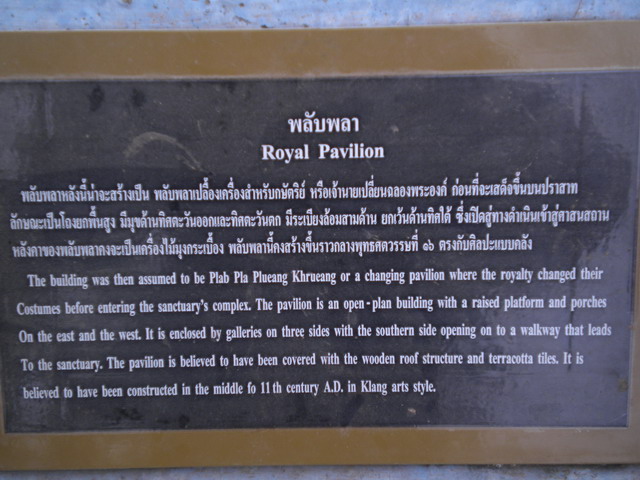 พลับพลา
Royal Pavilion
พลับพลาหลังนี้น่าจะสร้างเป็น พลับพลาเปลื้องเครื่องสำหรับกษัตริย์ หรือเจ้านายเปลี่ยนฉลองพระองค์ ก่อนที่จะเสด็จขึ้นบนปราสาท
ลักษณะเป็นโถงยกพื้นสูง มีมุขด้านทิศตะวันออกและทิศตะวันตก มีระเบียงล้อมสามด้าน ยกเว้นด้านทิศใต้ ซึ่งเปิดสู่ทางดำเนินเข้าสู่ศาสนสถาน
หลังคาของพลับพลาคงจะเป็นเครื่องไม้มุงกระเบื้อง พลับพลานี้คงสร้างขึ้นราวกลางพุทธศตวรรษที่ ๑๖ ตรงกับศิลปะแบบคลัง
The building was then assumed to be Plab Pla Plueang Khrueang or a changing pavilion where the royalty changed their
Costumes before entering the sanctuary's complex. The pavilion is an open-plan building with a raised platform and porches
On the east and the west. It is enclosed by galleries on three sides with the southern side opening on to a walkway that leads
To the sanctuary. The pavilion is believed to have been covered with the wooden roof structure and terracotta tiles. It is
believed to have been constructed in the middle fo 11th century A.D. in Klang arts style.